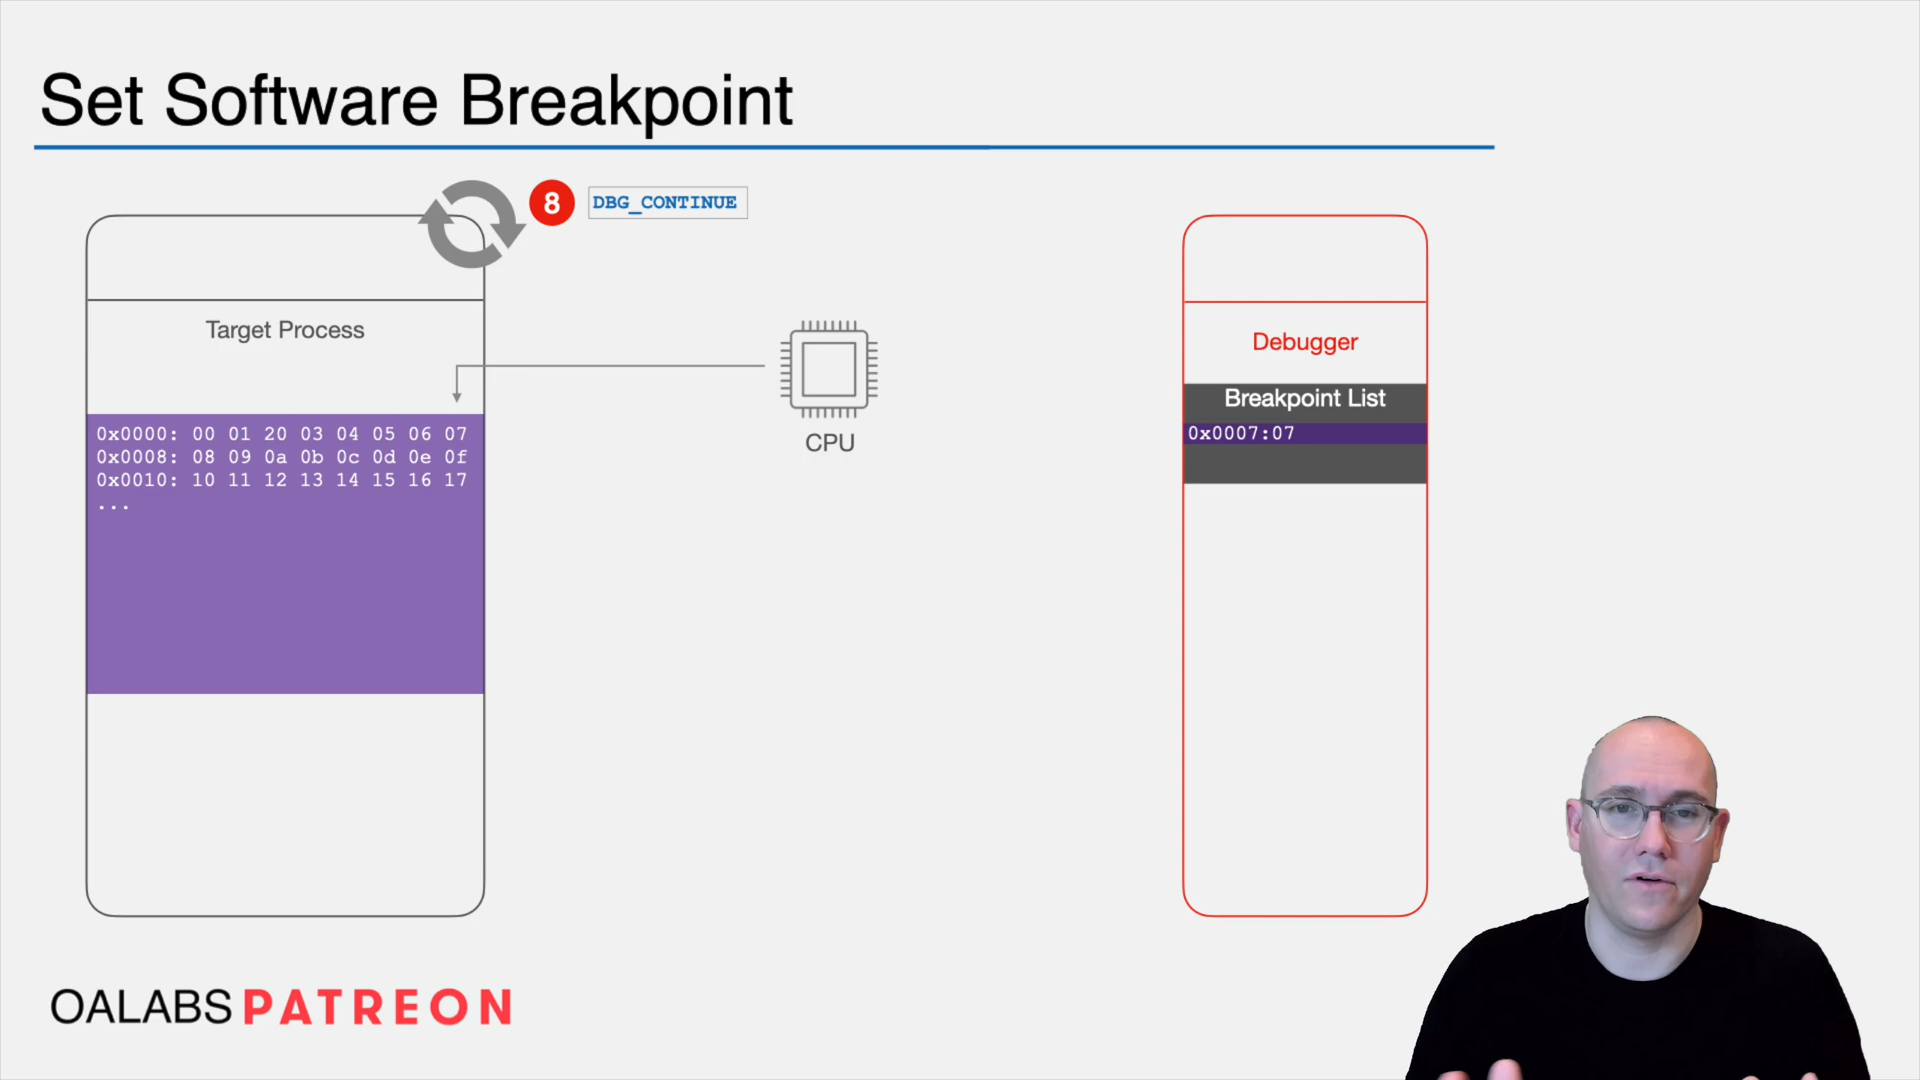 Set Software Breakpoint
8 DBG_CONTINUE
Target Process
0x0000: 00 01 20 03 04 05 06 07
0x0008: 08 09 0a 0b 0c 0d 0e 0f
0x0010: 10 11 12 13 14 15 16 17
...
CPU
Debugger
Breakpoint List
0x0007:07
OALABS PATREON